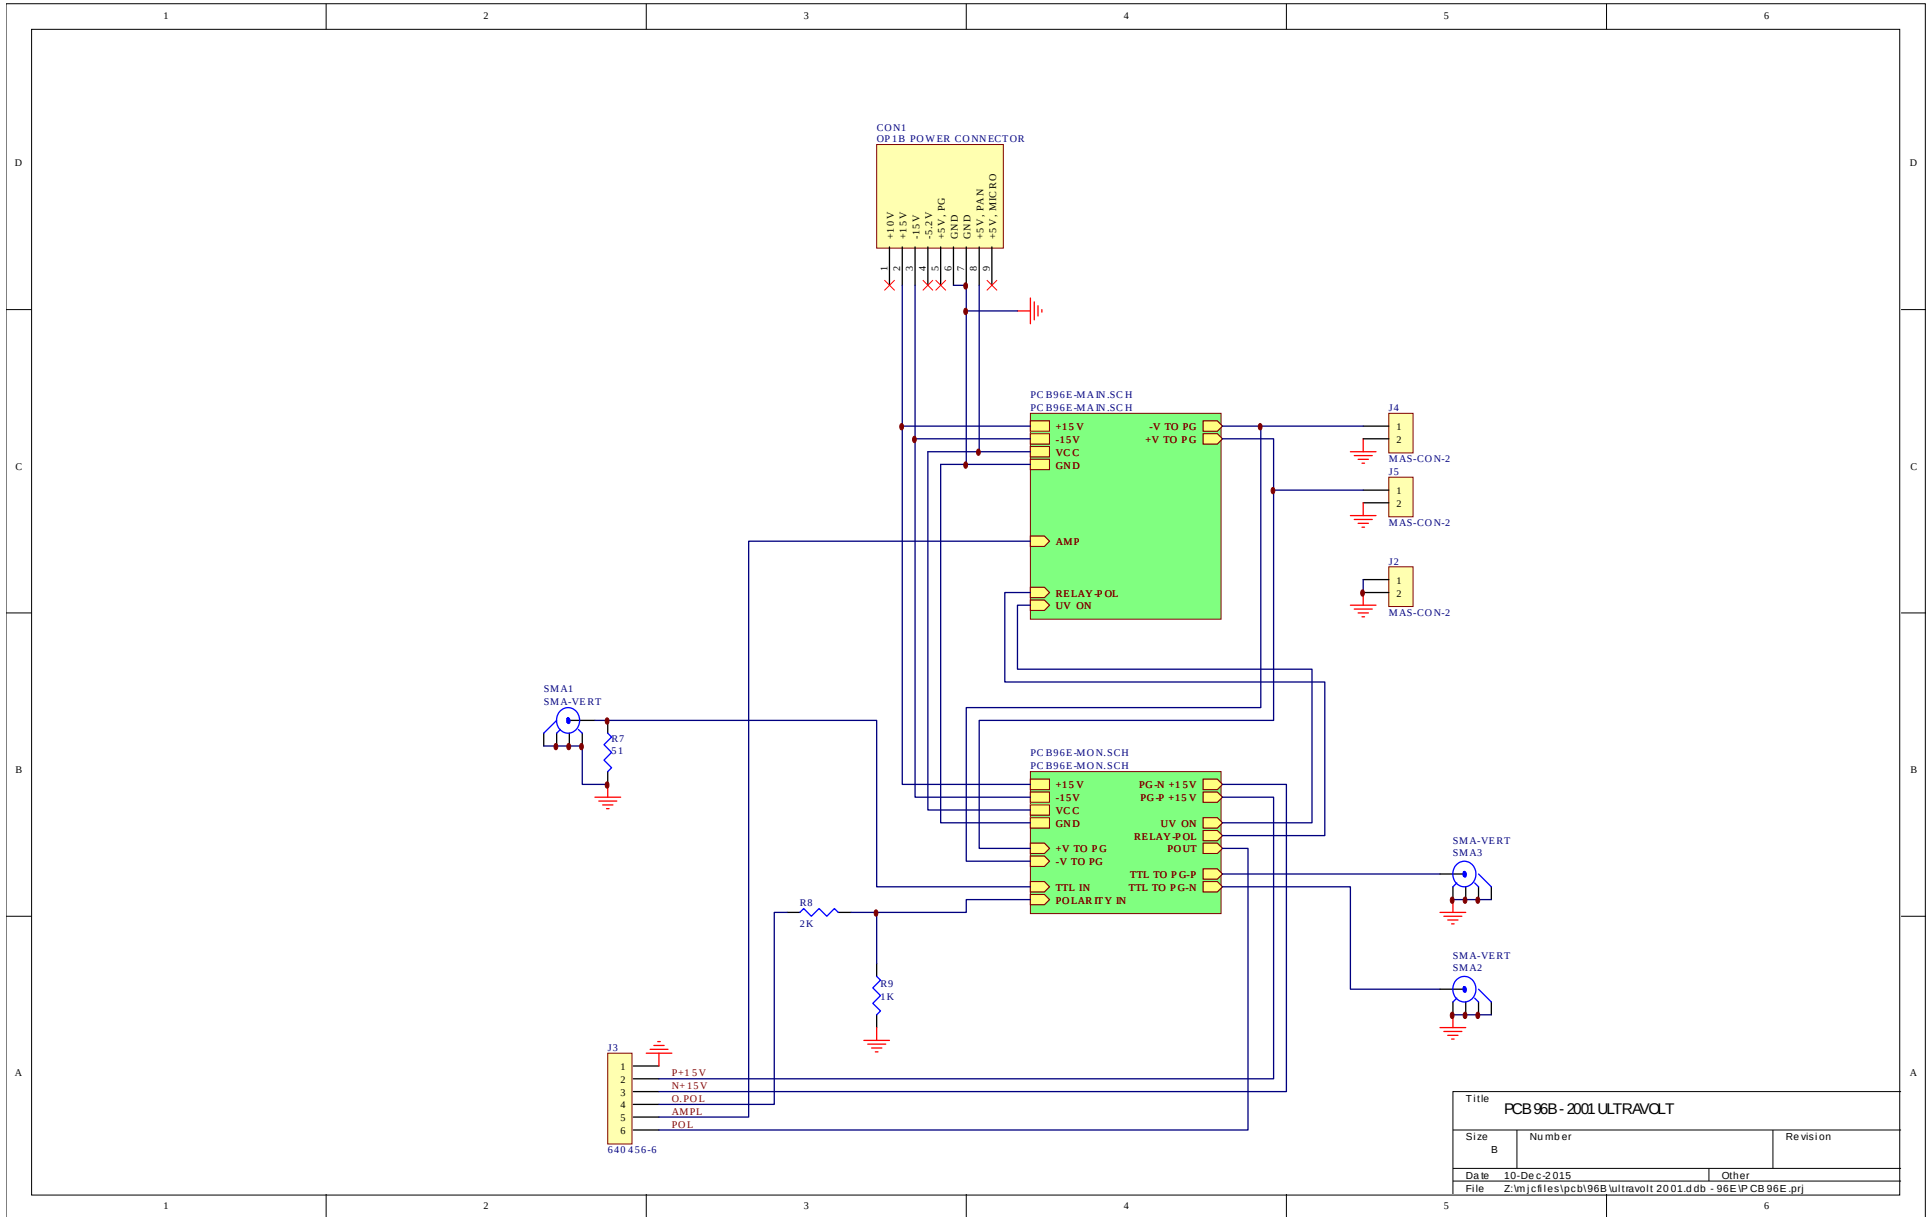 1 2 3 4 5 6
D D
CON1
OP1B POWER CONNECTOR
+10V
+15V
-15V
-5.2V
+5V, PG
GND
GND
+5V, PAN
+5V, MICRO
1 2 3 4 5 6 7 8 9
PCB96E-MAIN.SCH
PCB96E-MAIN.SCH
+15V
-15V
VCC
GND
AMP
RELAY-POL
UV ON
-V TO PG
+V TO PG
J4
1
2
MAS-CON-2
J5
1
2
MAS-CON-2
J2
1
2
MAS-CON-2
C C
SMA1
SMA-VERT
R7
51
B B
PCB96E-MON.SCH
PCB96E-MON.SCH
+15V
-15V
VCC
GND
+V TO PG
-V TO PG
TTL IN
POLARITY IN
PG-N +15V
PG-P +15V
UV ON
RELAY-POL
POUT
TTL TO PG-P
TTL TO PG-N
SMA-VERT
SMA3
R8
2K
R9
1K
SMA-VERT
SMA2
J3
1
2
3
4
5
6
640456-6
P+15V
N+15V
O.POL
AMPL
POL
A A
Title
PCB 96B - 2001 ULTRAVOLT
Size
B
Number
Revision
Date 10-Dec-2015 Other
File Z:\mjcfiles\pcb\96B\ultravolt 2001.ddb - 96E\PCB96E.prj
1 2 3 4 5 6